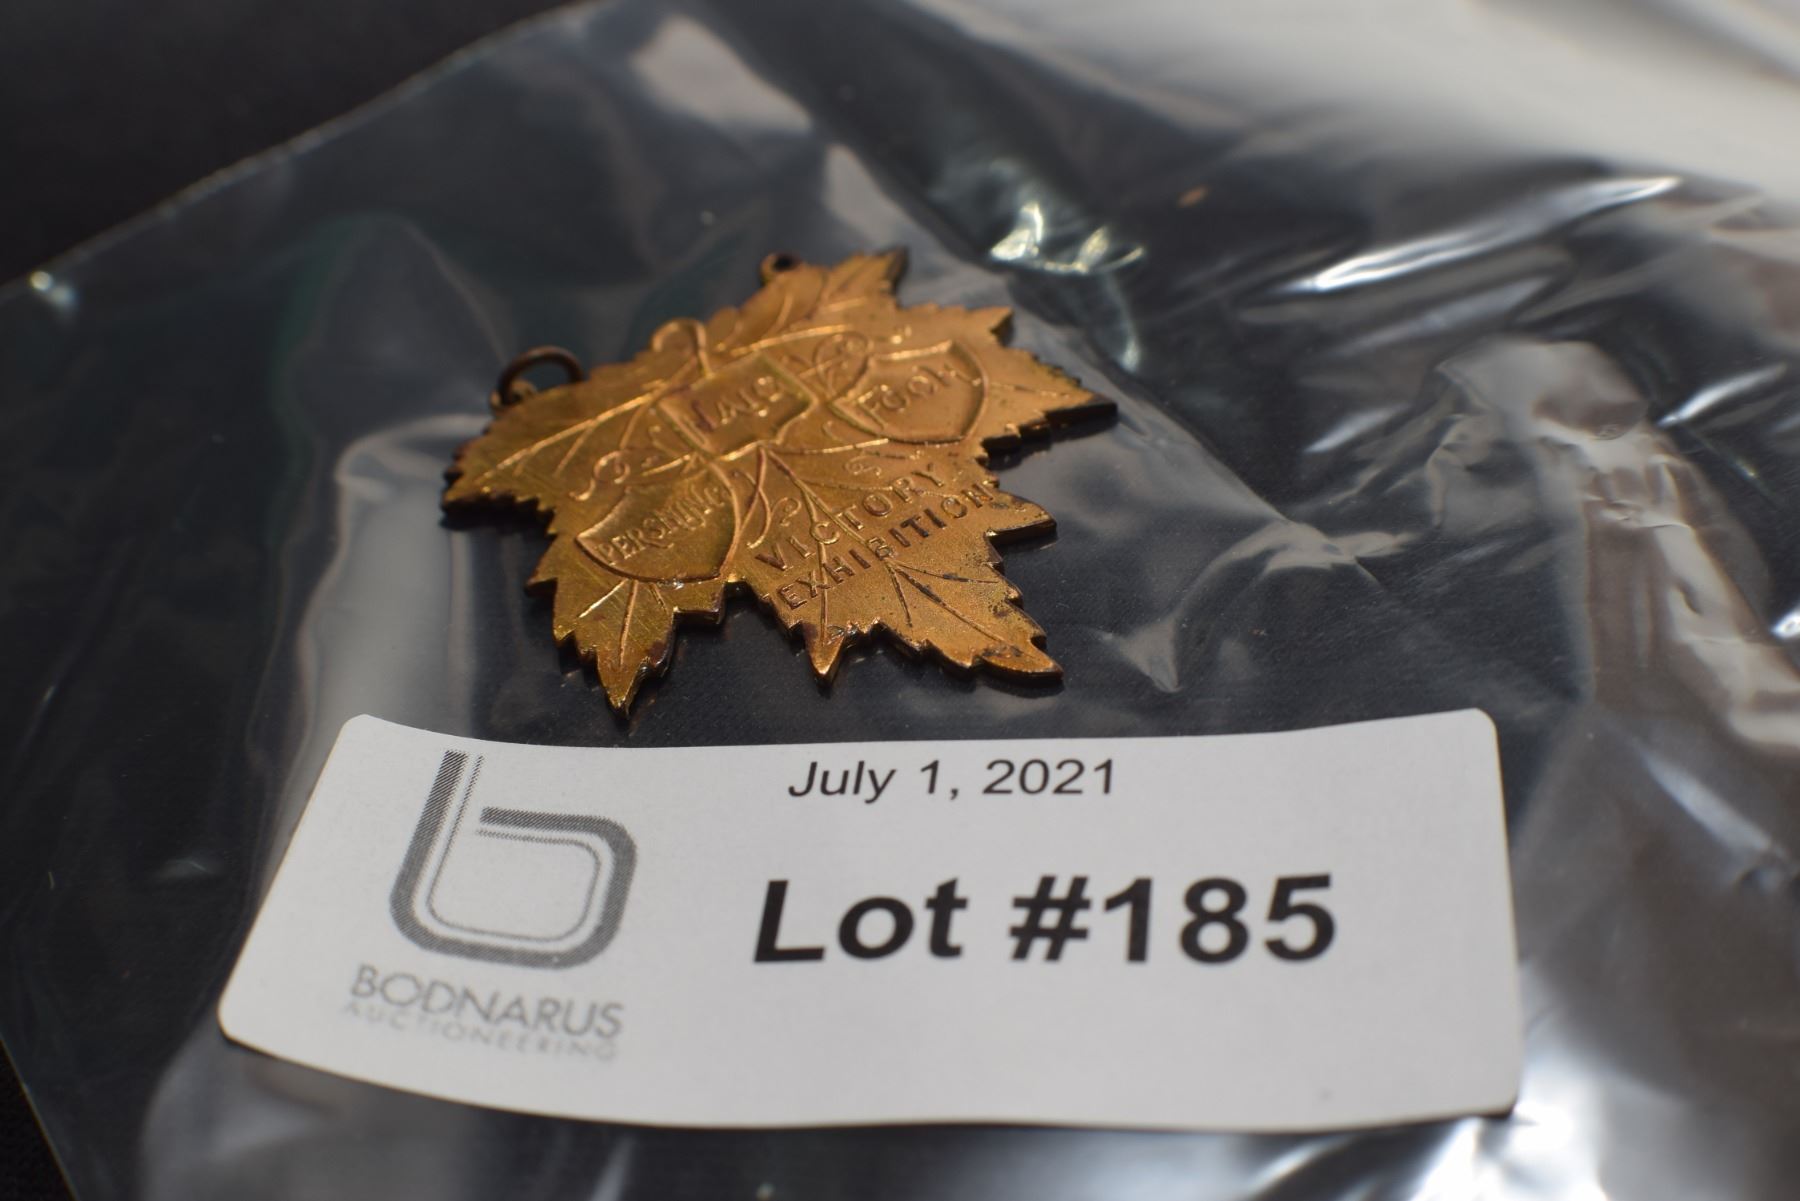 HAIG
FOCH
PERSHING
VICTORY
EXHIBITION
July 1, 2021
Lot #185
BODNARUS
AUCTIONEERING